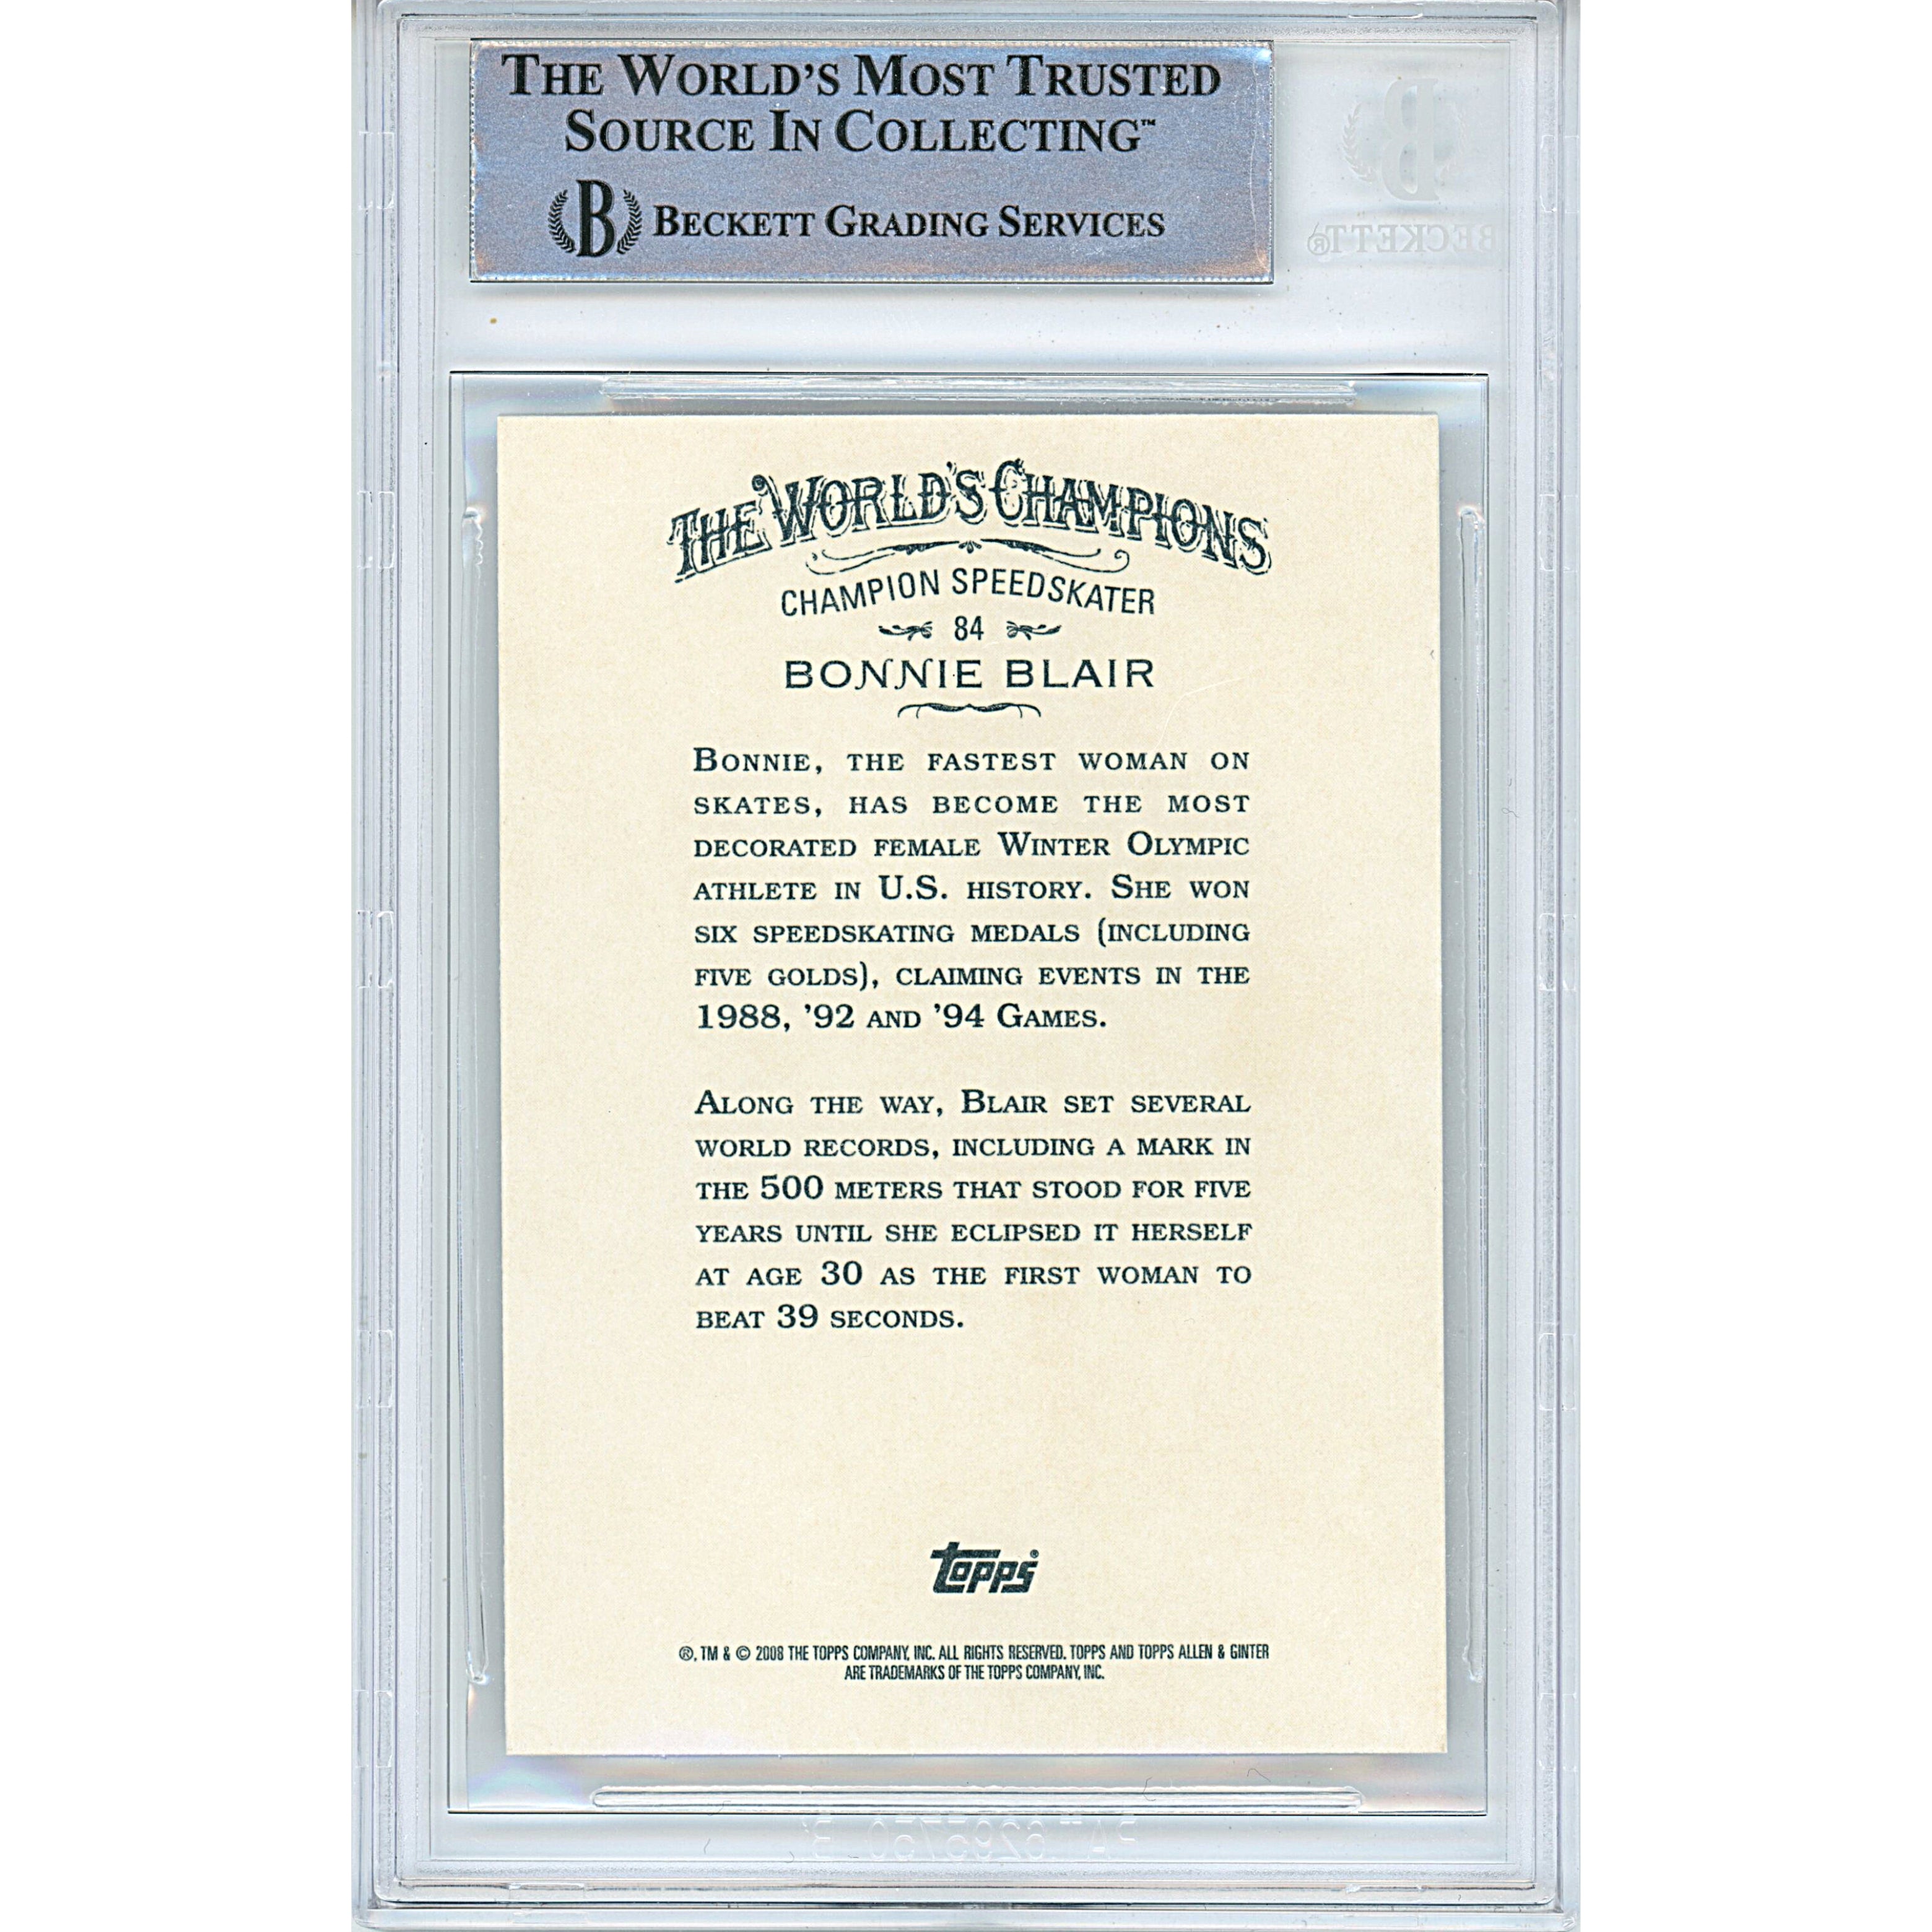 THE WORLD'S MOST TRUSTED
SOURCE IN COLLECTING™
B BECKETT GRADING SERVICES
B
BECKETT®
THE WORLD'S CHAMPIONS
CHAMPION SPEEDSKATER
84
BONNIE BLAIR
BONNIE, THE FASTEST WOMAN ON
SKATES, HAS BECOME THE MOST
DECORATED FEMALE WINTER OLYMPIC
ATHLETE IN U.S. HISTORY. SHE WON
SIX SPEEDSKATING MEDALS (INCLUDING
FIVE GOLDS), CLAIMING EVENTS IN THE
1988, '92 AND '94 GAMES.
ALONG THE WAY, BLAIR SET SEVERAL
WORLD RECORDS, INCLUDING A MARK IN
THE 500 METERS THAT STOOD FOR FIVE
YEARS UNTIL SHE ECLIPSED IT HERSELF
AT AGE 30 AS THE FIRST WOMAN TO
BEAT 39 SECONDS.
topps®
®, TM & © 2008 THE TOPPS COMPANY, INC. ALL RIGHTS RESERVED. TOPPS AND TOPPS ALLEN & GINTER
ARE TRADEMARKS OF THE TOPPS COMPANY, INC.